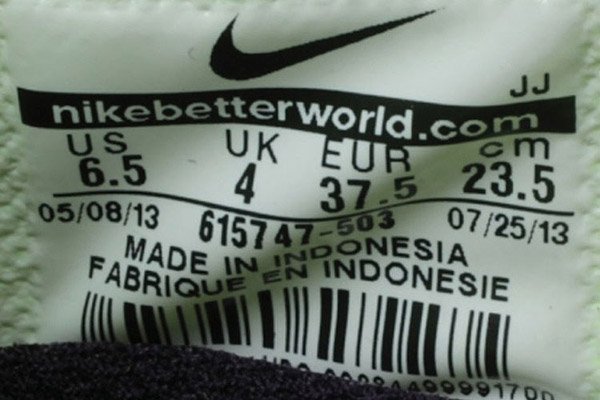 JJ
nikebetterworld.com
US UK EUR cm
6.5 4 37.5 23.5
05/08/13 615747-503 07/25/13
MADE IN INDONESIA
FABRIQUE EN INDONESIE